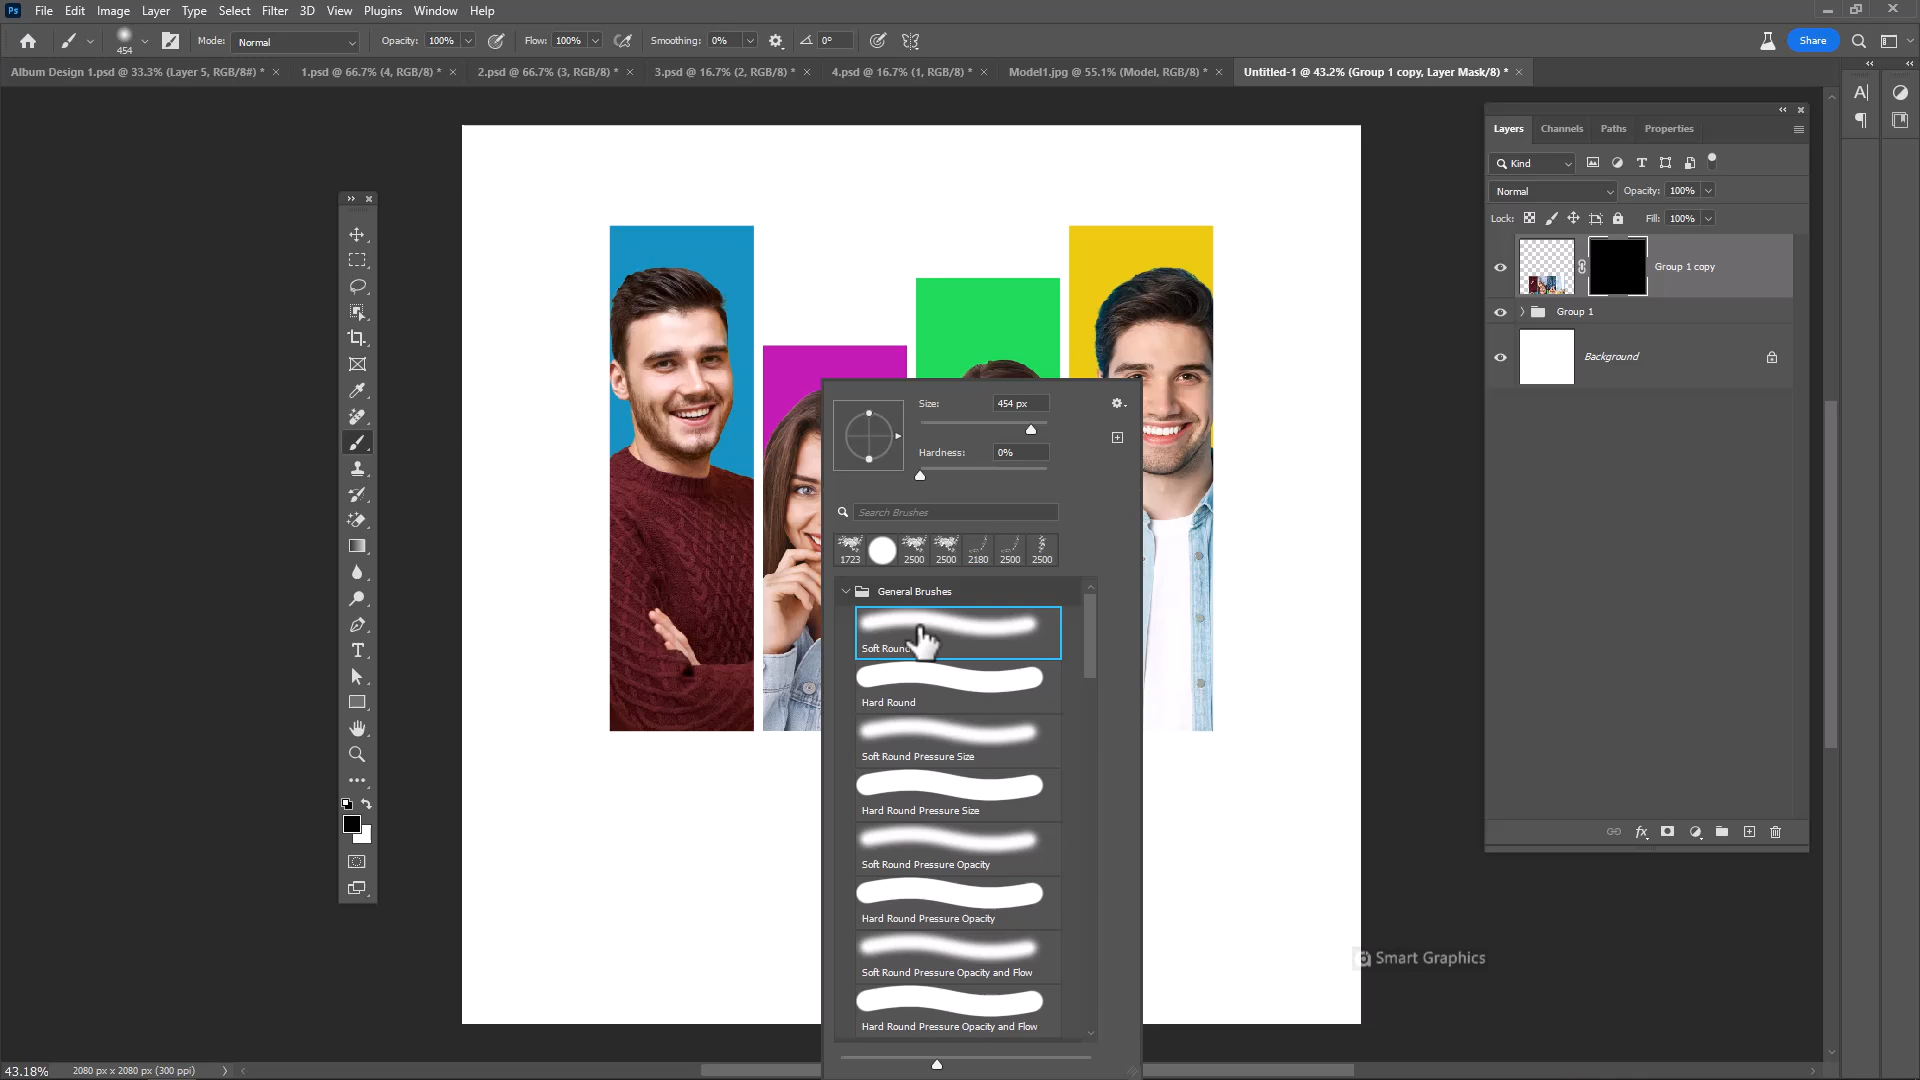 Ps File Edit Image Layer Type Select Filter 3D View Plugins Window Help
454 Mode: Normal Opacity: 100% Flow: 100% Smoothing: 0% 0° Share
Album Design 1.psd @ 33.3% (Layer 5, RGB/8#) * 1.psd @ 66.7% (4, RGB/8) * 2.psd @ 66.7% (3, RGB/8) * 3.psd @ 16.7% (2, RGB/8) * 4.psd @ 16.7% (1, RGB/8) * Model1.jpg @ 55.1% (Model, RGB/8) * Untitled-1 @ 43.2% (Group 1 copy, Layer Mask/8) *
Layers Channels Paths Properties
Kind
Normal Opacity: 100%
Lock: Fill: 100%
Group 1 copy
Group 1
Background
Size: 454 px
Hardness: 0%
Search Brushes
1723 2500 2500 2180 2500 2500
General Brushes
Soft Round
Hard Round
Soft Round Pressure Size
Hard Round Pressure Size
Soft Round Pressure Opacity
Hard Round Pressure Opacity
Soft Round Pressure Opacity and Flow
Hard Round Pressure Opacity and Flow
Smart Graphics
43.18% 2080 px x 2080 px (300 ppi)